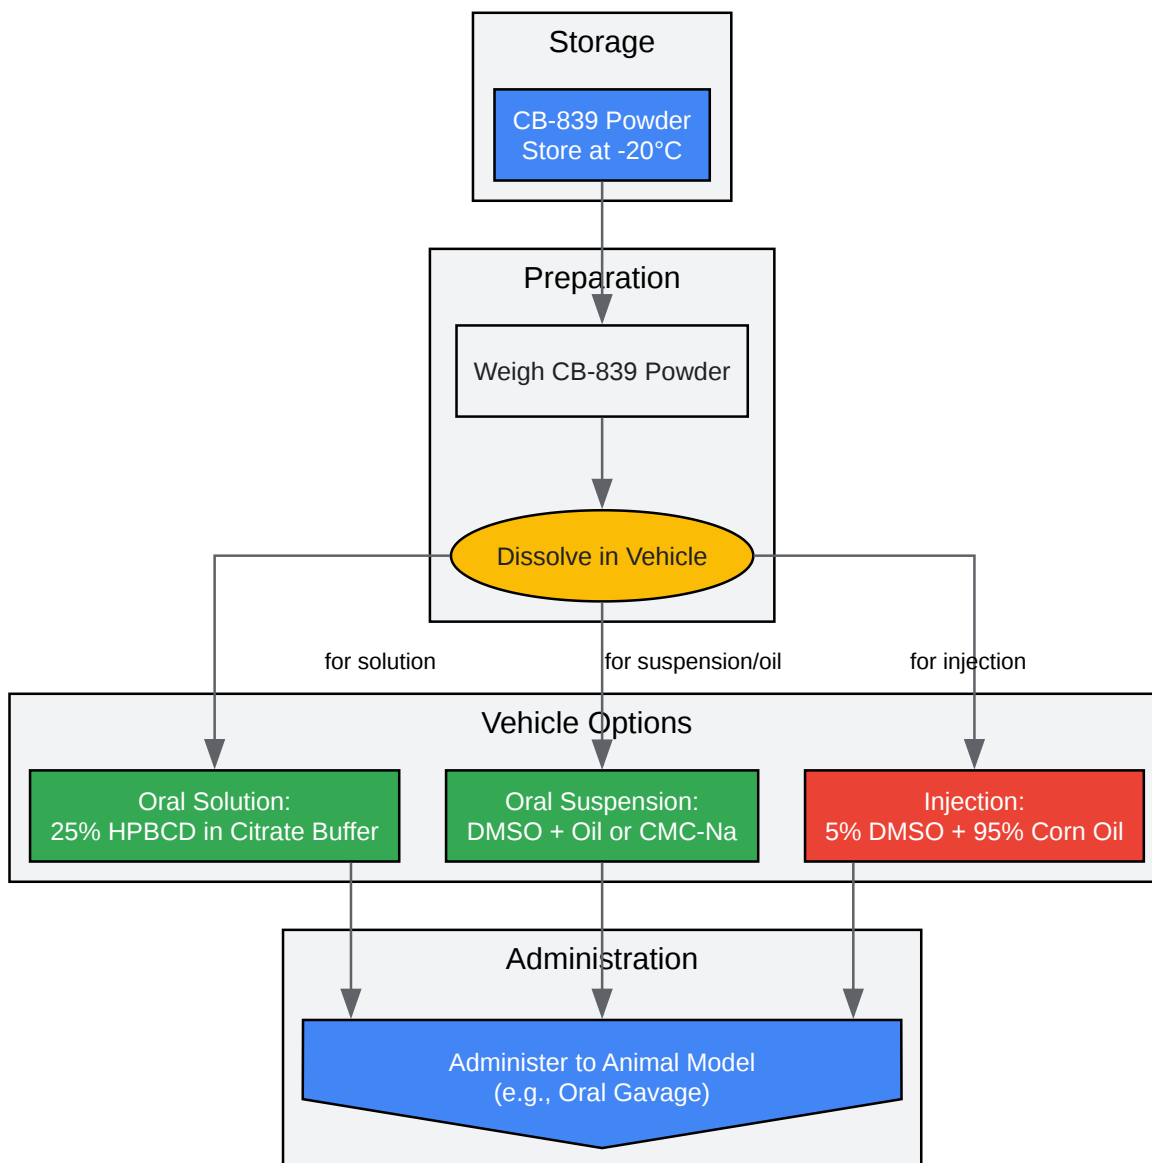 Storage
CB-839 Powder
Store at -20°C
Preparation
Weigh CB-839 Powder
Dissolve in Vehicle
for solution
for suspension/oil
for injection
Vehicle Options
Oral Solution:
25% HPBCD in Citrate Buffer
Oral Suspension:
DMSO + Oil or CMC-Na
Injection:
5% DMSO + 95% Corn Oil
Administration
Administer to Animal Model
(e.g., Oral Gavage)